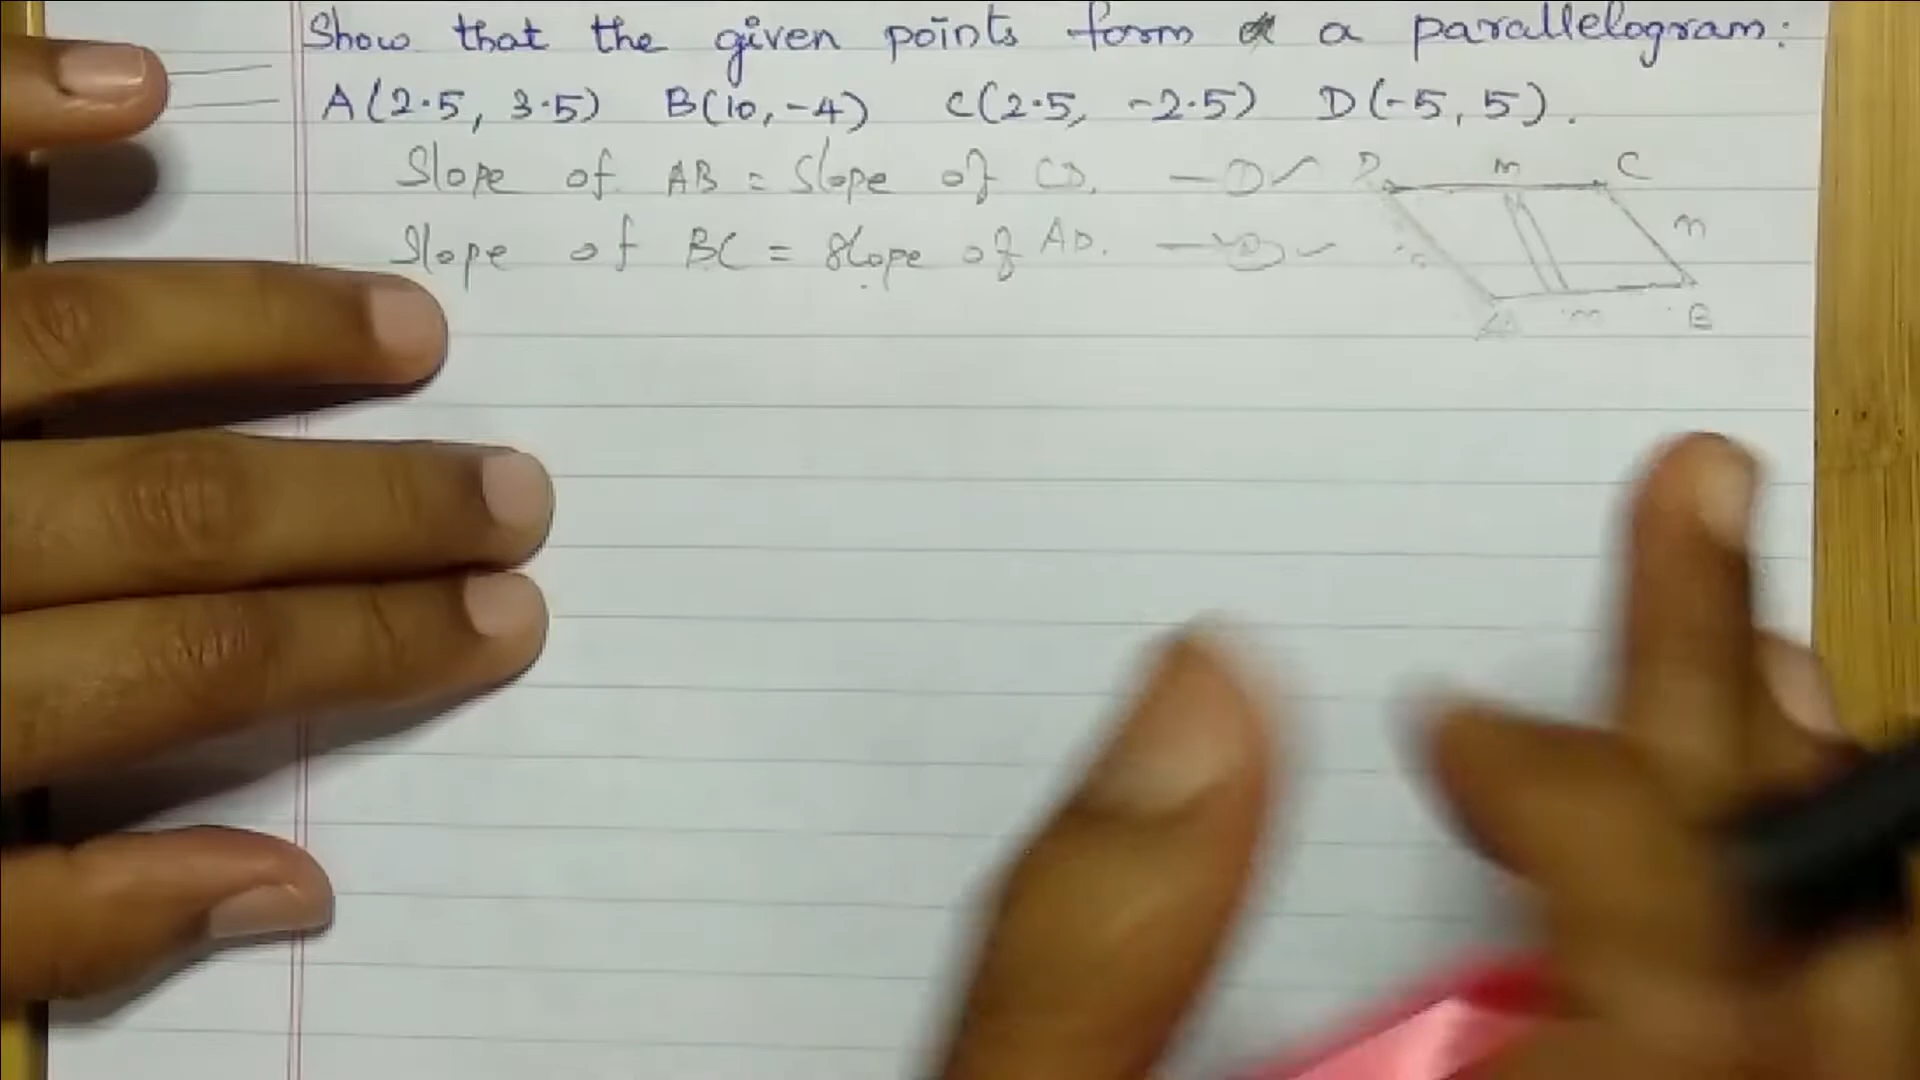 Show that the given points form a parallelogram:
A(2.5, 3.5) B(10, -4) C(2.5, -2.5) D(-5, 5).
Slope of AB = Slope of CD. — ① ✓
Slope of BC = Slope of AD. — ② ✓
D m C
n
A m B